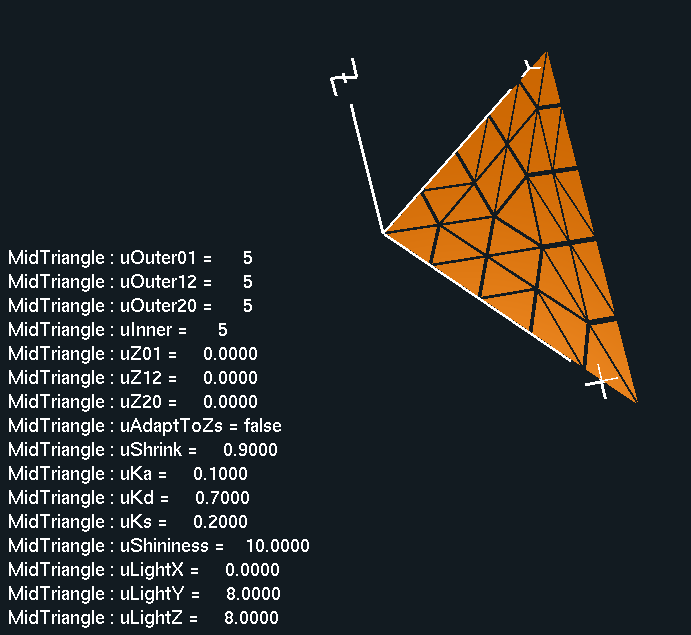 Z
Y
X
MidTriangle : uOuter01 = 5
MidTriangle : uOuter12 = 5
MidTriangle : uOuter20 = 5
MidTriangle : uInner = 5
MidTriangle : uZ01 = 0.0000
MidTriangle : uZ12 = 0.0000
MidTriangle : uZ20 = 0.0000
MidTriangle : uAdaptToZs = false
MidTriangle : uShrink = 0.9000
MidTriangle : uKa = 0.1000
MidTriangle : uKd = 0.7000
MidTriangle : uKs = 0.2000
MidTriangle : uShininess = 10.0000
MidTriangle : uLightX = 0.0000
MidTriangle : uLightY = 8.0000
MidTriangle : uLightZ = 8.0000